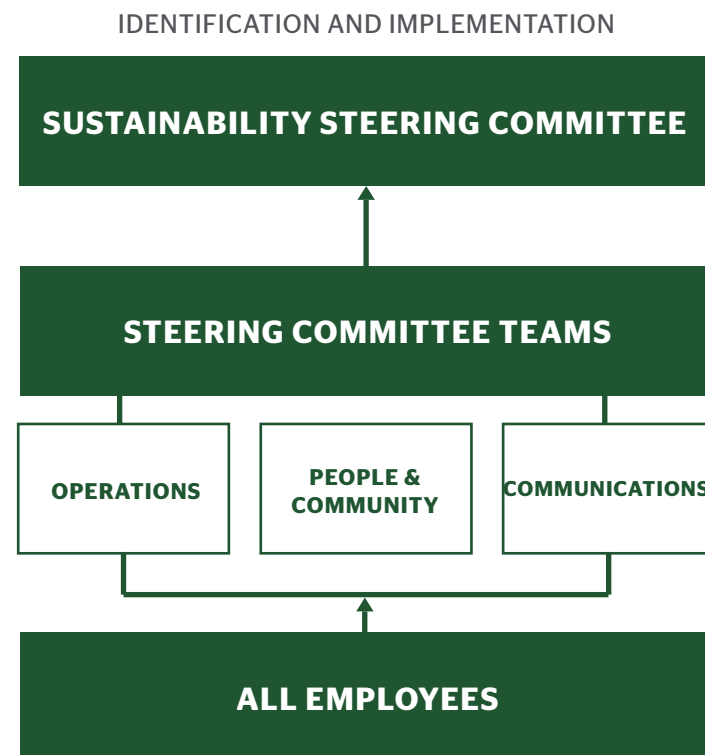 IDENTIFICATION AND IMPLEMENTATION
SUSTAINABILITY STEERING COMMITTEE
STEERING COMMITTEE TEAMS
OPERATIONS
PEOPLE &
COMMUNITY
COMMUNICATIONS
ALL EMPLOYEES